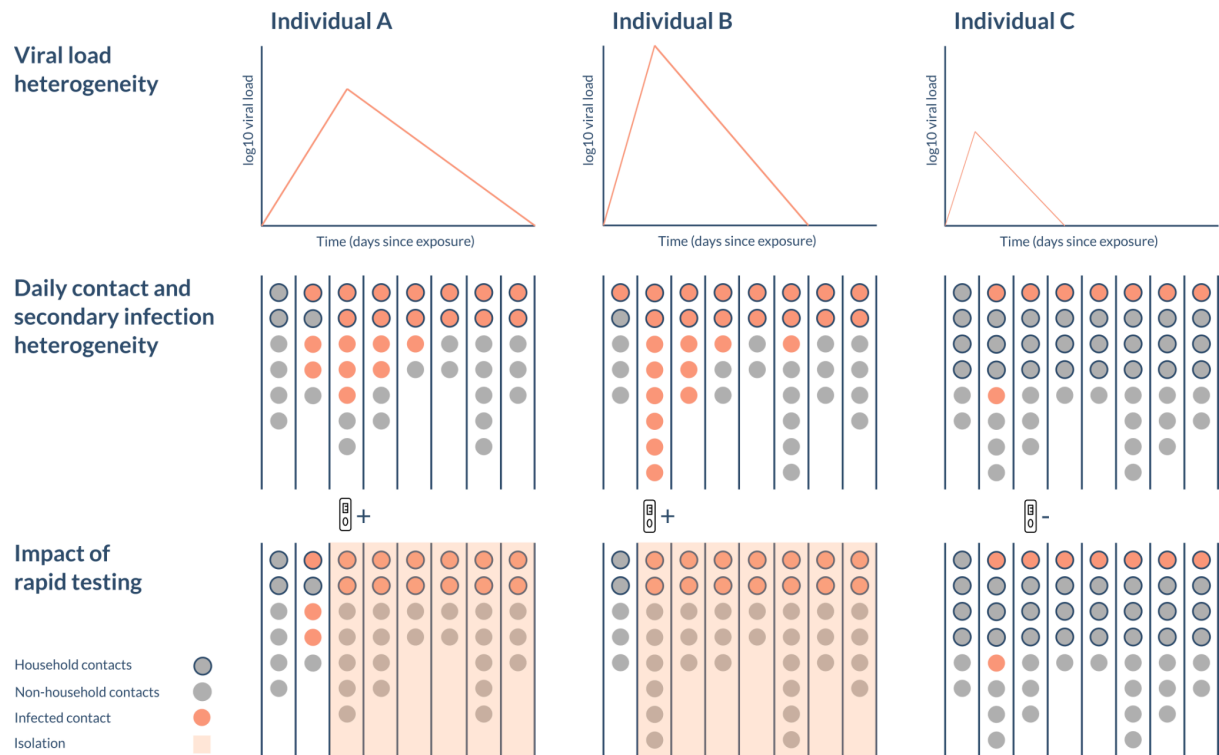 Individual A
Individual B
Individual C
Viral load
heterogeneity
log10 viral load
log10 viral load
log10 viral load
Time (days since exposure)
Time (days since exposure)
Time (days since exposure)
Daily contact and
secondary infection
heterogeneity
+
+
-
Impact of
rapid testing
Household contacts
Non-household contacts
Infected contact
Isolation